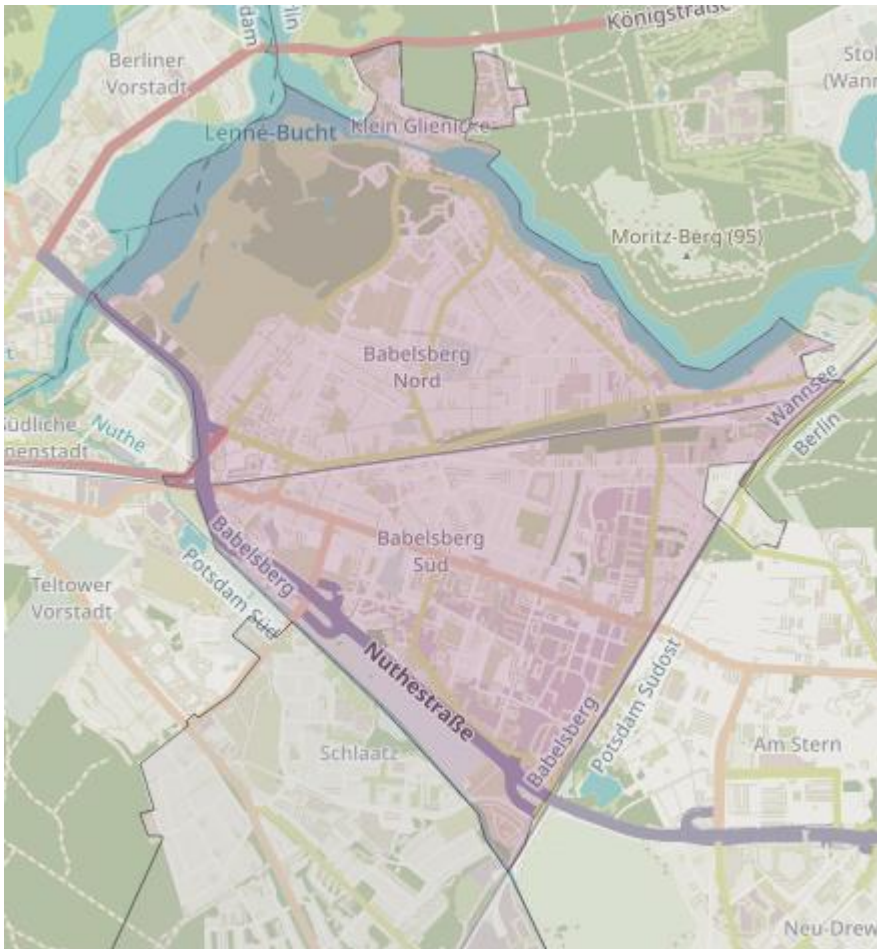 Königstraße
Berliner
Vorstadt
Lenné-Bucht
Klein Glienicke
Moritz-Berg (95)
Babelsberg
Nord
Wannsee
Berlin
Nuthe
Babelsberg
Süd
Babelsberg
Potsdam Süd
Teltower
Vorstadt
Nuthestraße
Babelsberg
Potsdam Südost
Schlaatz
Am Stern